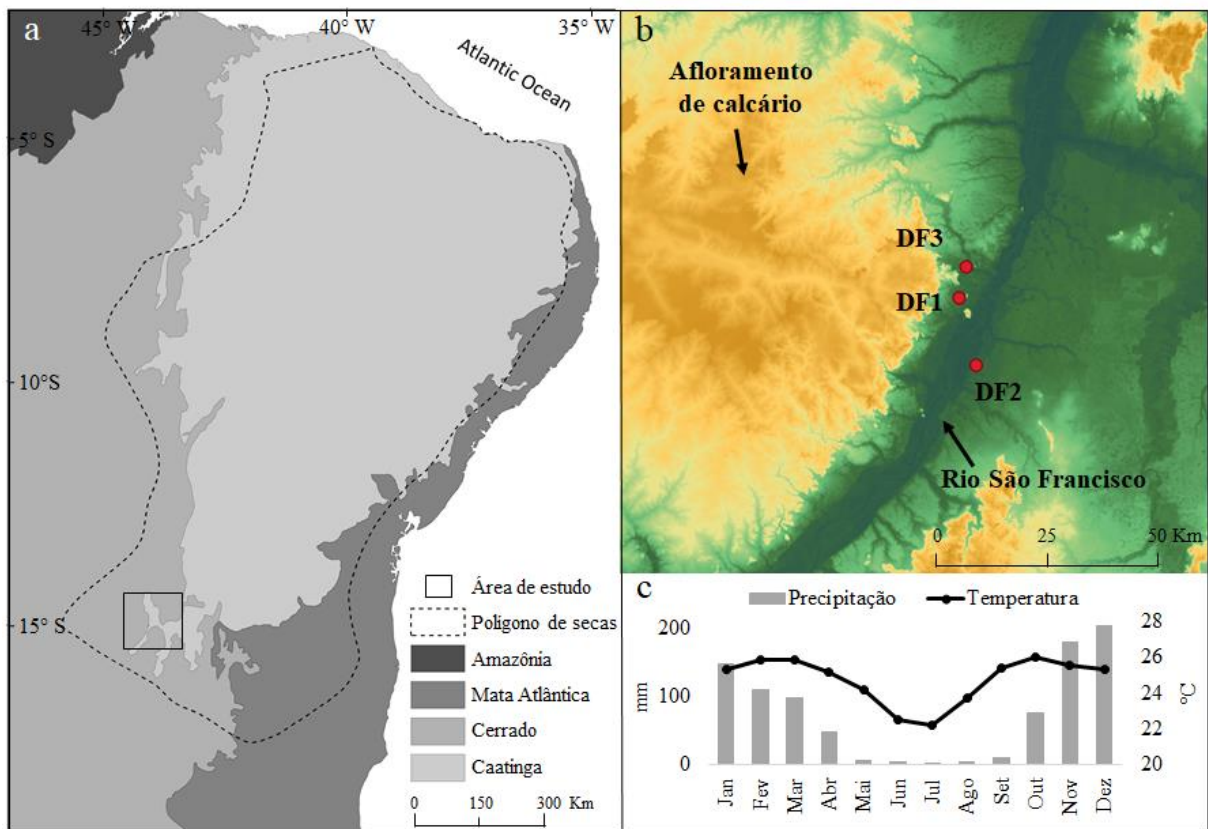 a
45° W
40° W
35° W
Atlantic Ocean
5° S
10°S
15° S
Área de estudo
Polígono de secas
Amazônia
Mata Atlântica
Cerrado
Caatinga
0 150 300 Km
b
Afloramento
de calcário
DF3
DF1
DF2
Rio São Francisco
0 25 50 Km
c
Precipitação Temperatura
200
100
0
mm
28
26
24
22
20
°C
Jan Fev Mar Abr Mai Jun Jul Ago Set Out Nov Dez